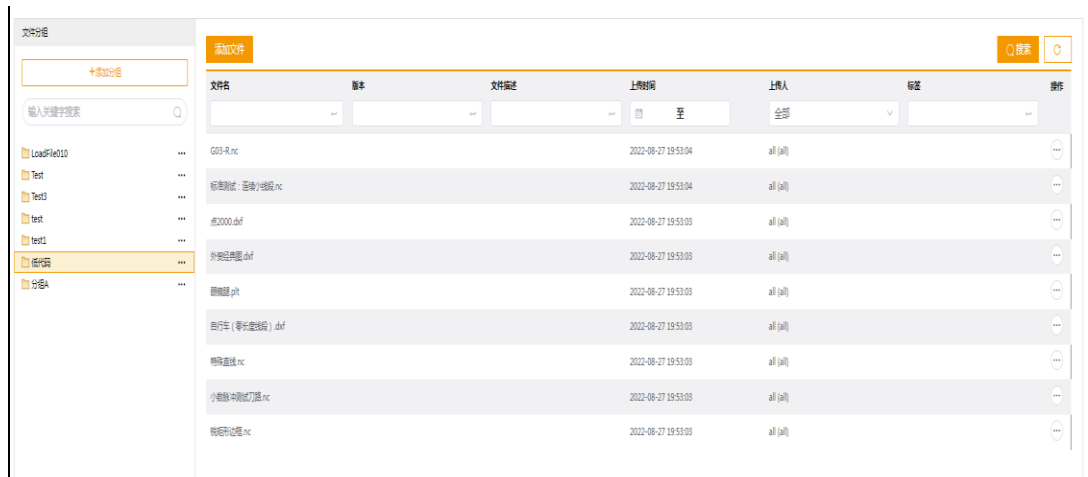 文件分组
+添加分组
输入关键字搜索
LoadFile010
Test
Test3
test
test1
低代码
分组A
添加文件
搜索
文件名 版本 文件描述 上传时间 上传人 标签 操作
至 全部
G03-R.nc 2022-08-27 19:53:04 all (all)
标准测试：连续小线段.nc 2022-08-27 19:53:04 all (all)
点2000.dxf 2022-08-27 19:53:03 all (all)
外贸经典图.dxf 2022-08-27 19:53:03 all (all)
眼镜腿.plt 2022-08-27 19:53:03 all (all)
自行车（零长度线段）.dxf 2022-08-27 19:53:03 all (all)
特殊直线.nc 2022-08-27 19:53:03 all (all)
小数脉冲测试刀路.nc 2022-08-27 19:53:03 all (all)
铣矩形边框.nc 2022-08-27 19:53:03 all (all)